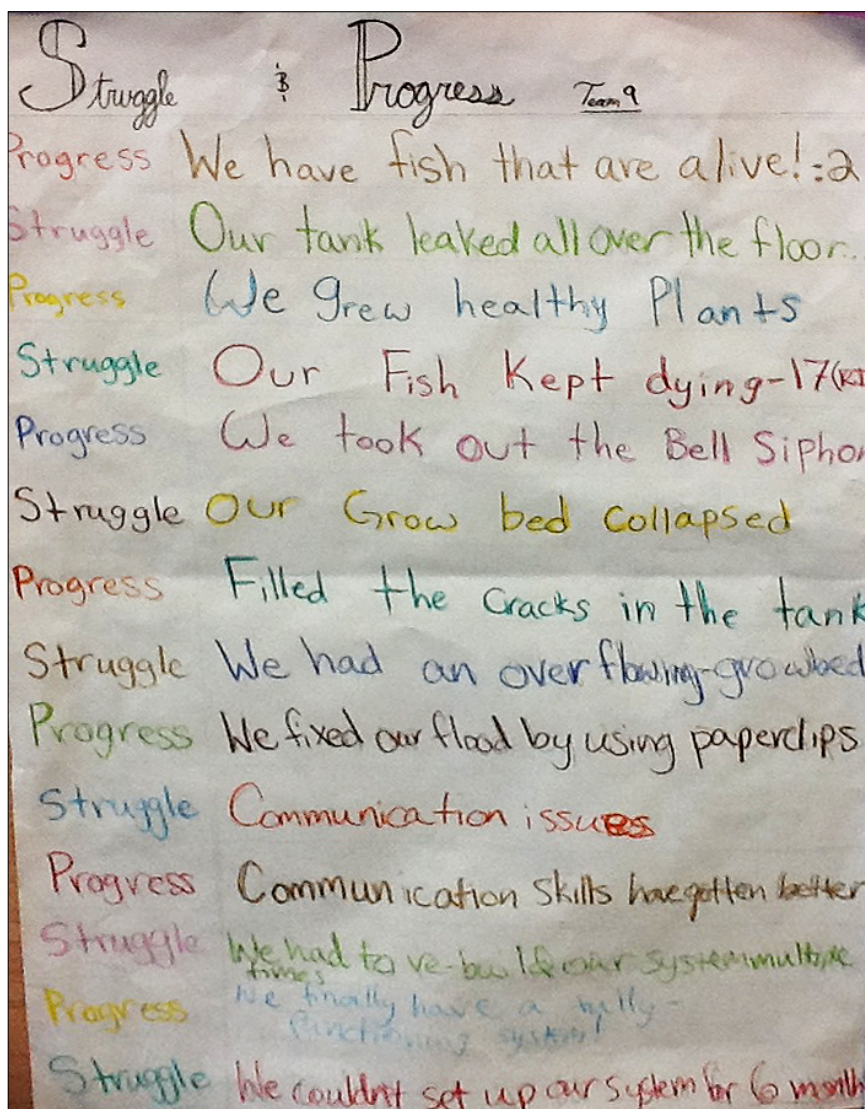 Struggle & Progress Team 9
Progress We have fish that are alive! :2
Struggle Our tank leaked all over the floor..
Progress We grew healthy Plants
Struggle Our Fish Kept dying-17
Progress We took out the Bell Sipho
Struggle Our Grow bed collapsed
Progress Filled the cracks in the tank
Struggle We had an overflowing-growbed
Progress We fixed our flood by using paperclips
Struggle Communication issues
Progress Communication skills have gotten better
Struggle We had to re-build our system multiple
times
Progress We finally have a fully-
functioning system!
Struggle We couldn't set up our system for 6 month